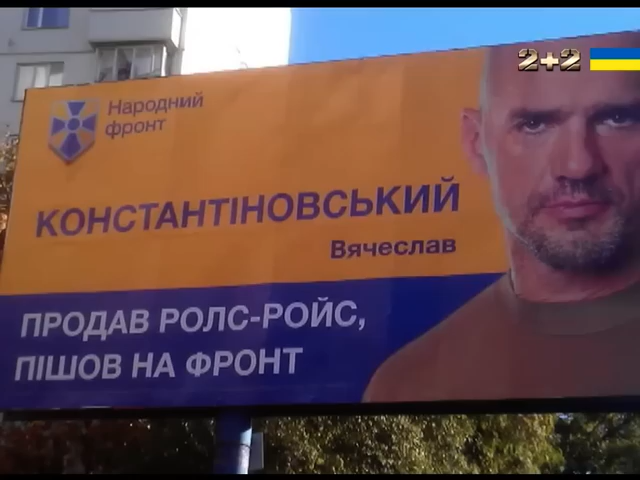 2+2
Народний
фронт
КОНСТАНТІНОВСЬКИЙ
Вячеслав
ПРОДАВ РОЛС-РОЙС,
ПІШОВ НА ФРОНТ